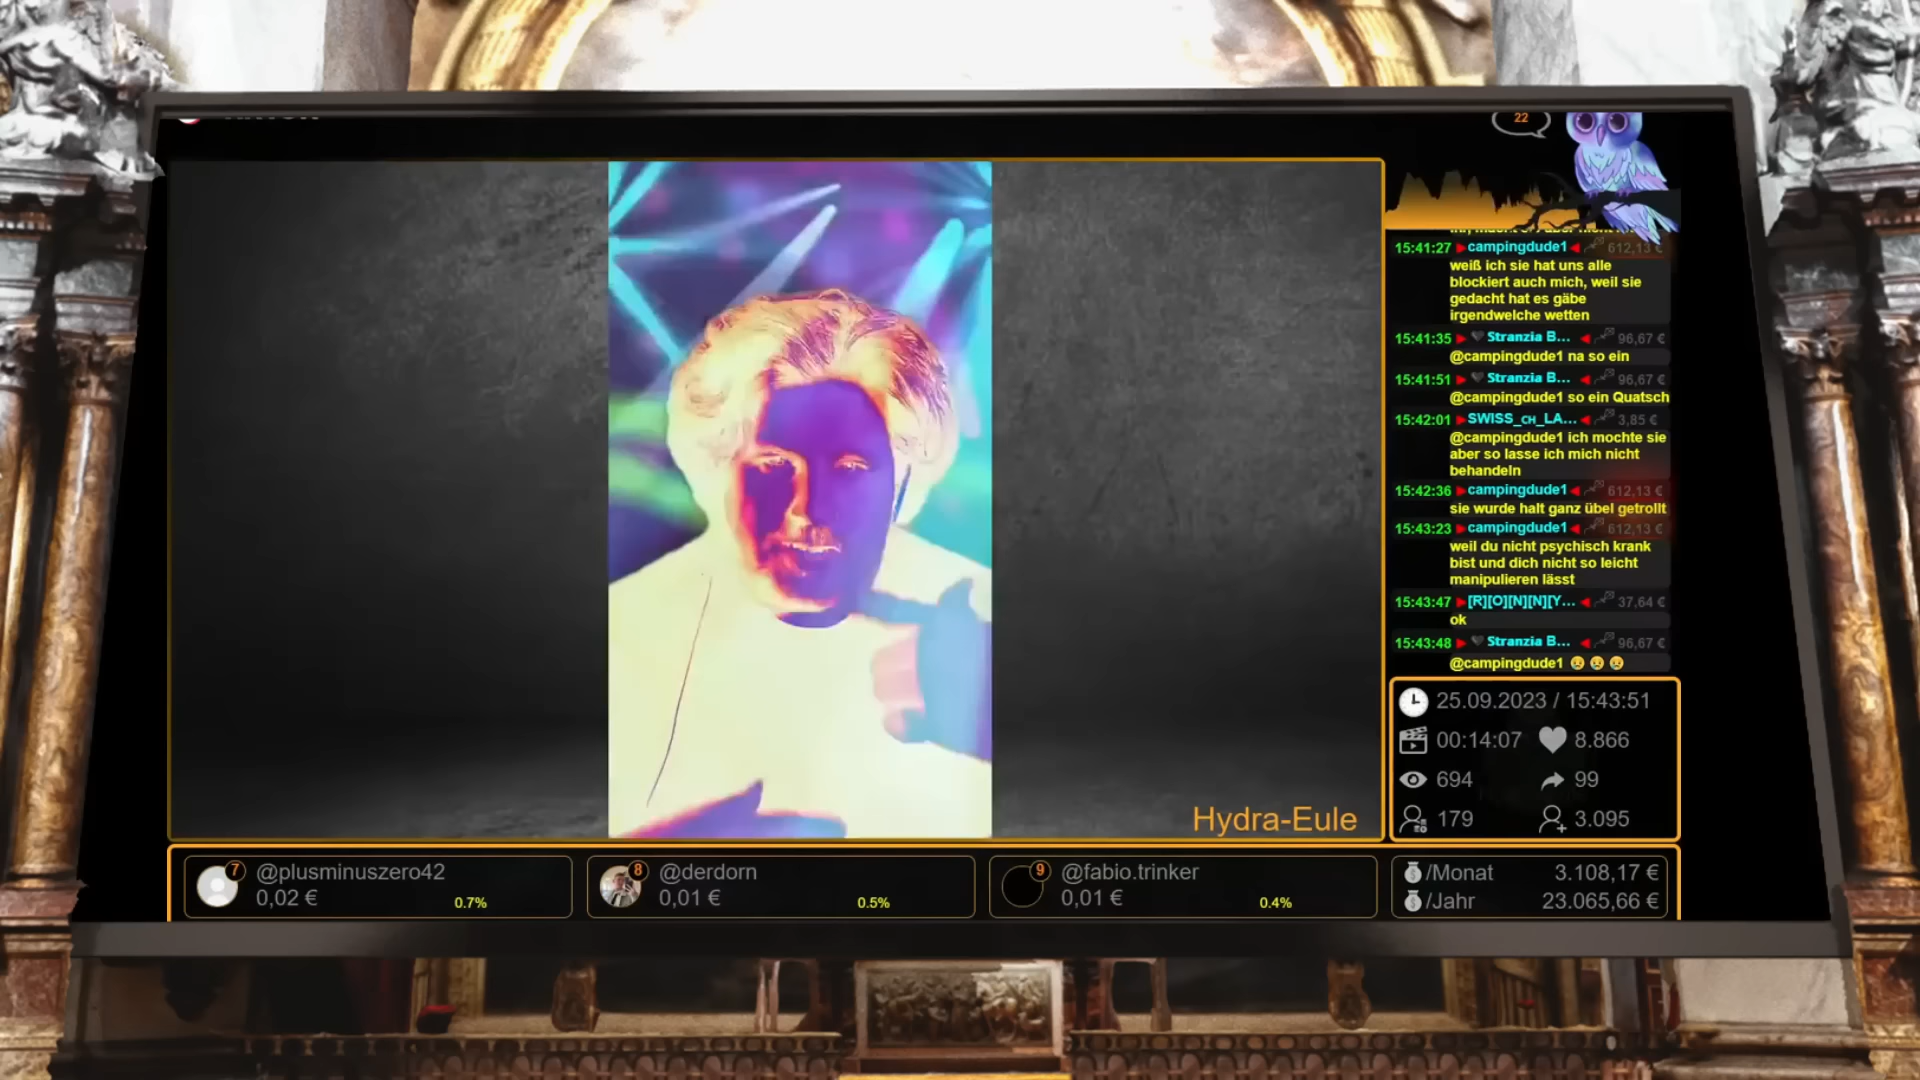 22
15:41:27 campingdude1 612,13 €
weiß ich sie hat uns alle
blockiert auch mich, weil sie
gedacht hat es gäbe
irgendwelche wetten
15:41:35 Stranzia B... 96,67 €
@campingdude1 na so ein
15:41:51 Stranzia B... 96,67 €
@campingdude1 so ein Quatsch
15:42:01 SWISS_CH_LA... 3,85 €
@campingdude1 ich mochte sie
aber so lasse ich mich nicht
behandeln
15:42:36 campingdude1 612,13 €
sie wurde halt ganz übel getrollt
15:43:23 campingdude1 612,13 €
weil du nicht psychisch krank
bist und dich nicht so leicht
manipulieren lässt
15:43:47 [R][O][N][N][Y... 37,64 €
ok
15:43:48 Stranzia B... 96,67 €
@campingdude1 😢 😢 😢
25.09.2023 / 15:43:51
00:14:07 8.866
694 99
179 3.095
Hydra-Eule
7 @plusminuszero42
0,02 € 0.7%
8 @derdorn
0,01 € 0.5%
9 @fabio.trinker
0,01 € 0.4%
/Monat 3.108,17 €
/Jahr 23.065,66 €